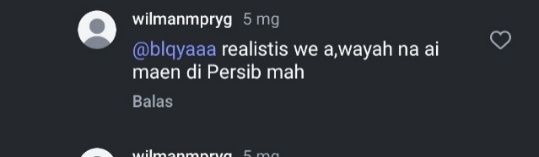 wilmanmpryg 5 mg
@blqyaaa realistis we a,wayah na ai
maen di Persib mah
Balas
wilmanmpryg 5 mg